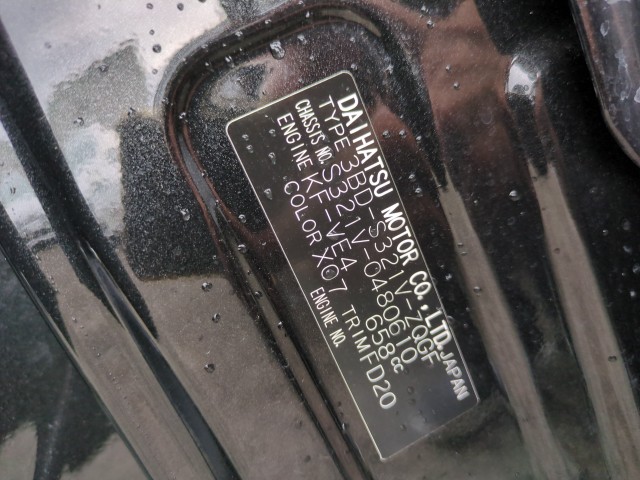 DAIHATSU MOTOR CO., LTD. JAPAN
TYPE 3BD-S321V-ZQGF
CHASSIS NO. S321V-0480610
ENGINE KF-VE4 658cc
COLOR X07 TRIM FD20
ENGINE NO.